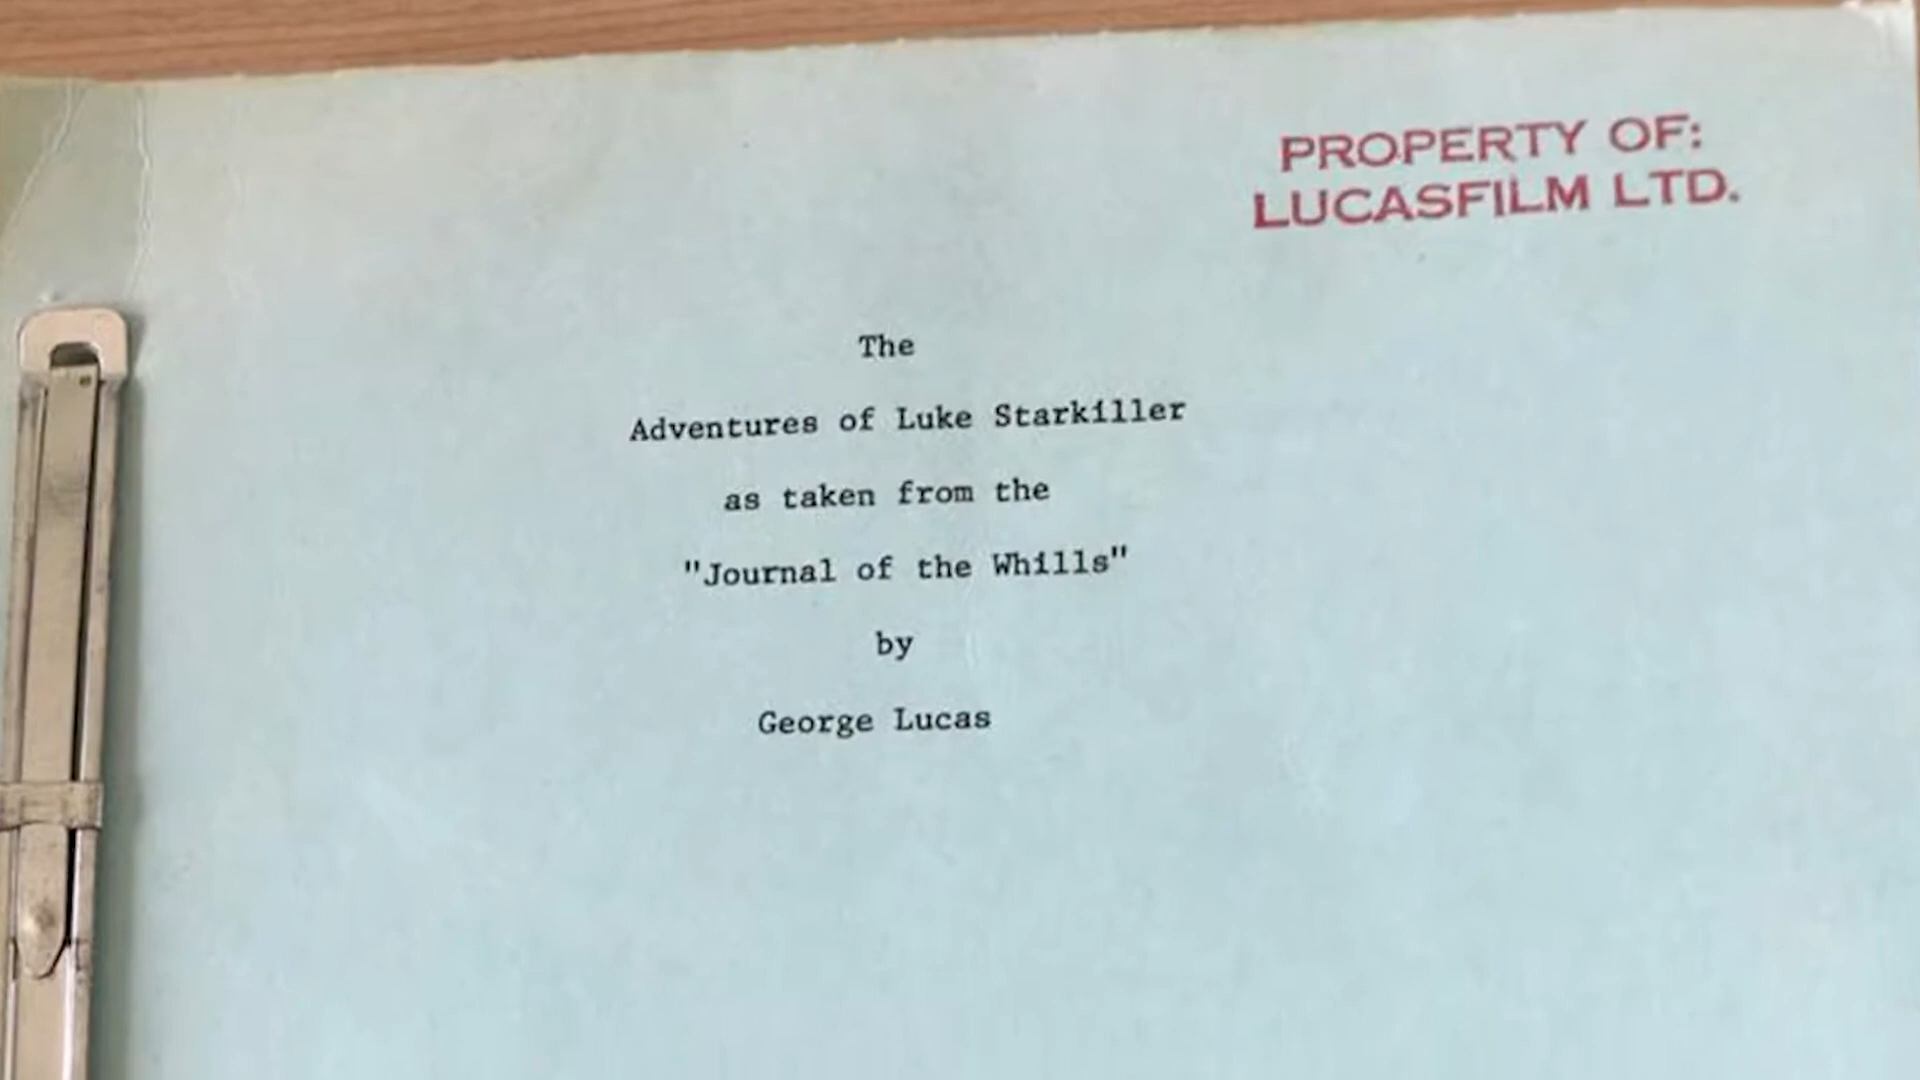 PROPERTY OF:
LUCASFILM LTD.
The
Adventures of Luke Starkiller
as taken from the
"Journal of the Whills"
by
George Lucas